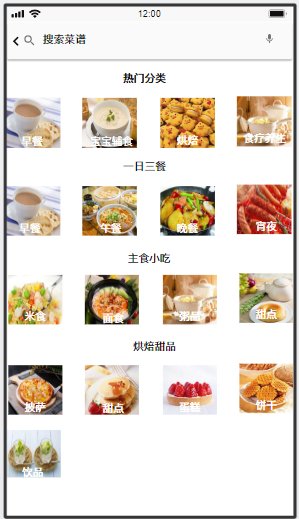 12:00
搜索菜谱
热门分类
早餐 宝宝辅食 烘焙 食疗养生
一日三餐
早餐 午餐 晚餐 宵夜
主食小吃
米食 面食 粥品 甜点
烘焙甜品
披萨 甜点 蛋糕 饼干
饮品